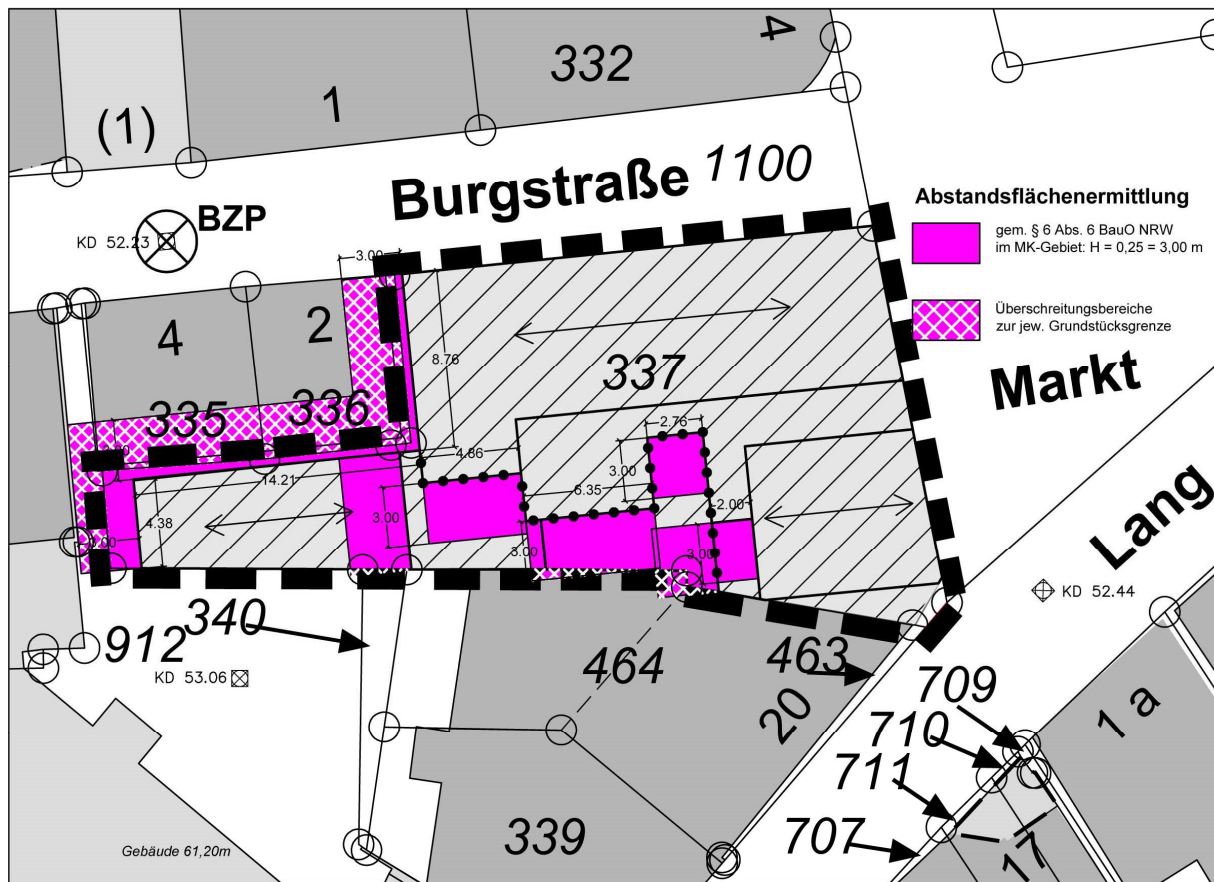 4
332
1
(1)
Burgstraße 1100
BZP
KD 52.23
Abstandsflächenermittlung
gem. § 6 Abs. 6 BauO NRW
im MK-Gebiet: H = 0,25 = 3,00 m
3.00
Überschreitungsbereiche
zur jew. Grundstücksgrenze
4
2
8.76
337
Markt
335
336
2.76
4.86
3.00
14.21
5.35
2.00
4.38
3.00
3.00
3.00
3.00
Lang
KD 52.44
340
912
KD 53.06
464
463
20
709
710
711
707
1 a
17
339
Gebäude 61,20m